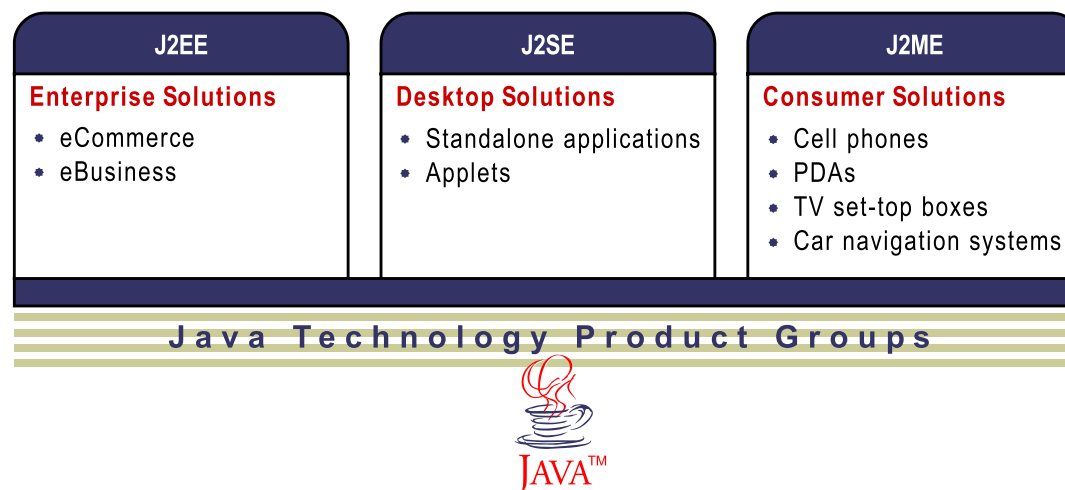 J2EE
Enterprise Solutions
eCommerce
eBusiness
J2SE
Desktop Solutions
Standalone applications
Applets
J2ME
Consumer Solutions
Cell phones
PDAs
TV set-top boxes
Car navigation systems
Java Technology Product Groups
JAVA™